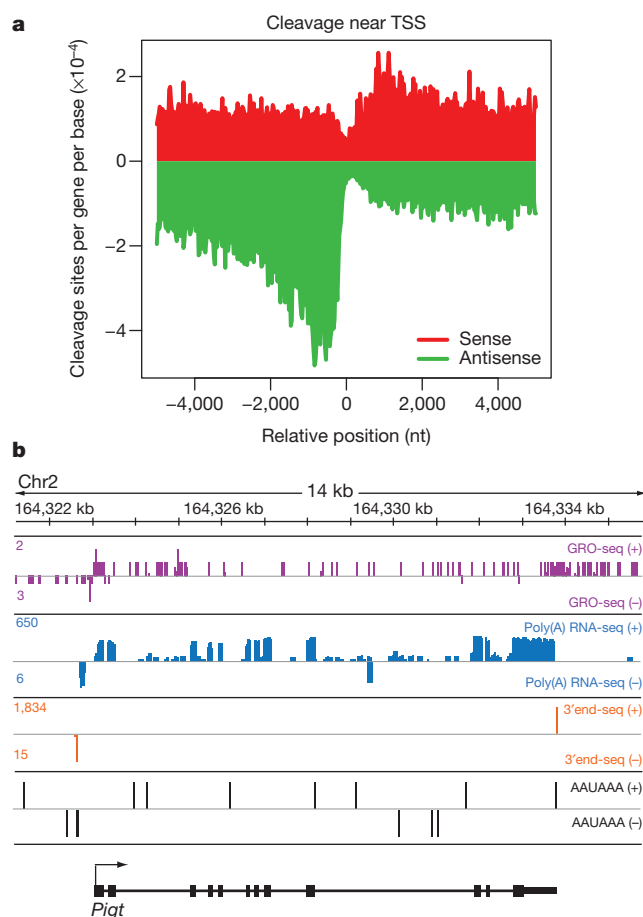 a
Cleavage near TSS
Cleavage sites per gene per base (×10⁻⁴)
2
0
−2
−4
Sense
Antisense
−4,000 −2,000 0 2,000 4,000
Relative position (nt)
b
Chr2
14 kb
164,322 kb 164,326 kb 164,330 kb 164,334 kb
2 GRO-seq (+)
3 GRO-seq (–)
650 Poly(A) RNA-seq (+)
6 Poly(A) RNA-seq (–)
1,834 3′end-seq (+)
15 3′end-seq (–)
AAUAAA (+)
AAUAAA (–)
Pigt